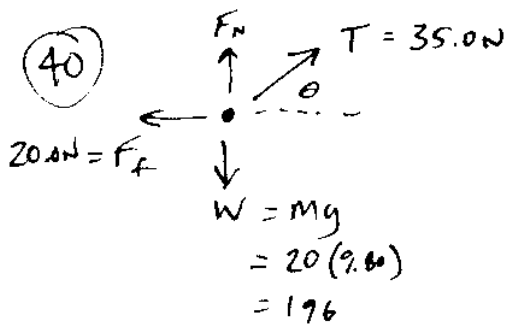 40
F_N
T = 35.0N
θ
20.0N = F_f
W = Mg
= 20(9.80)
= 196